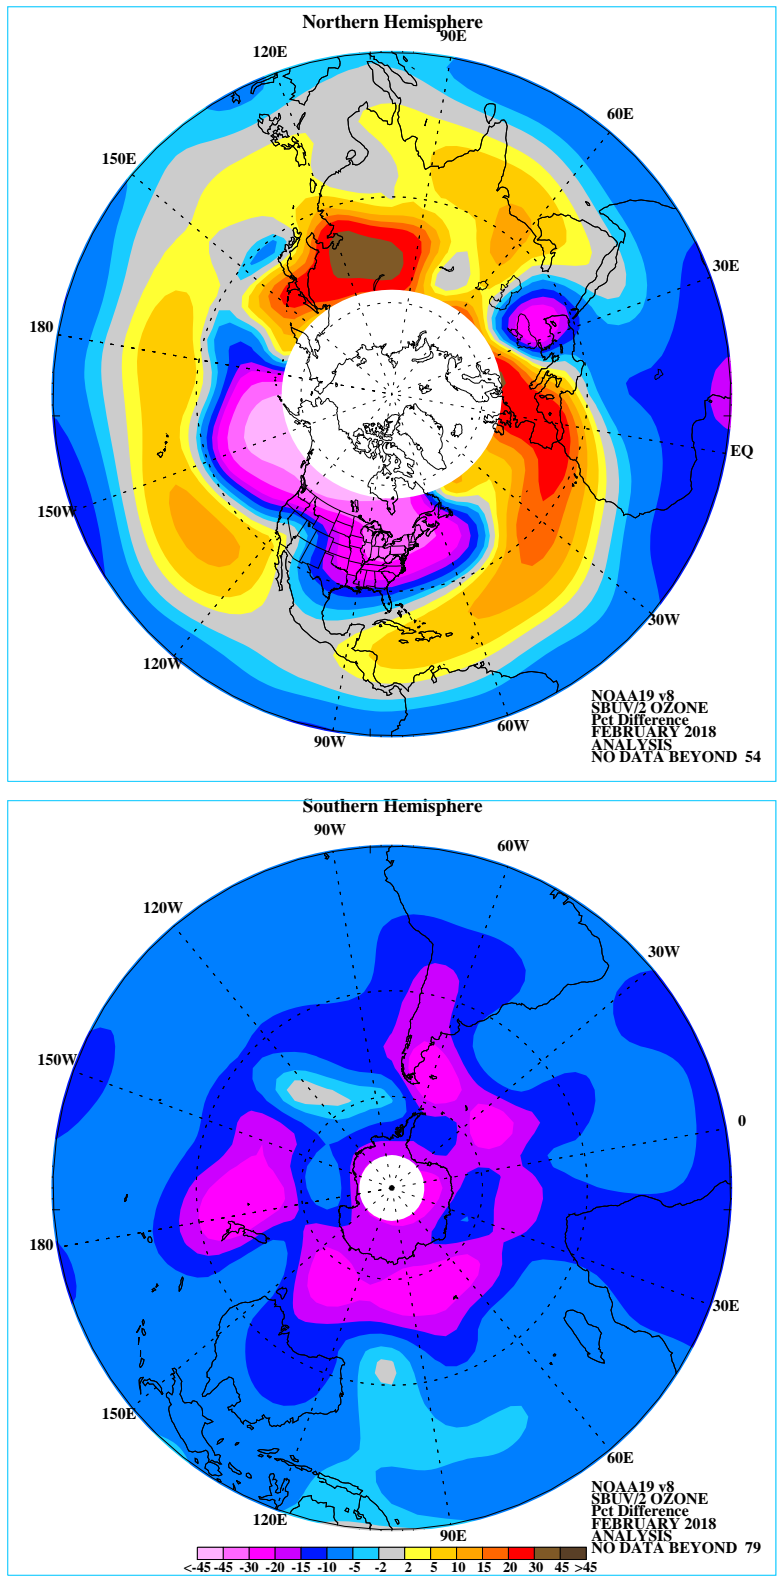 Northern Hemisphere
90E
120E
60E
150E
30E
180
EQ
150W
30W
120W
60W
90W
NOAA19 v8
SBUV/2 OZONE
Pct Difference
FEBRUARY 2018
ANALYSIS
NO DATA BEYOND 54
Southern Hemisphere
90W
60W
120W
30W
150W
0
180
30E
150E
60E
120E
90E
NOAA19 v8
SBUV/2 OZONE
Pct Difference
FEBRUARY 2018
ANALYSIS
NO DATA BEYOND 79
<-45 -45 -30 -20 -15 -10 -5 -2 2 5 10 15 20 30 45 >45